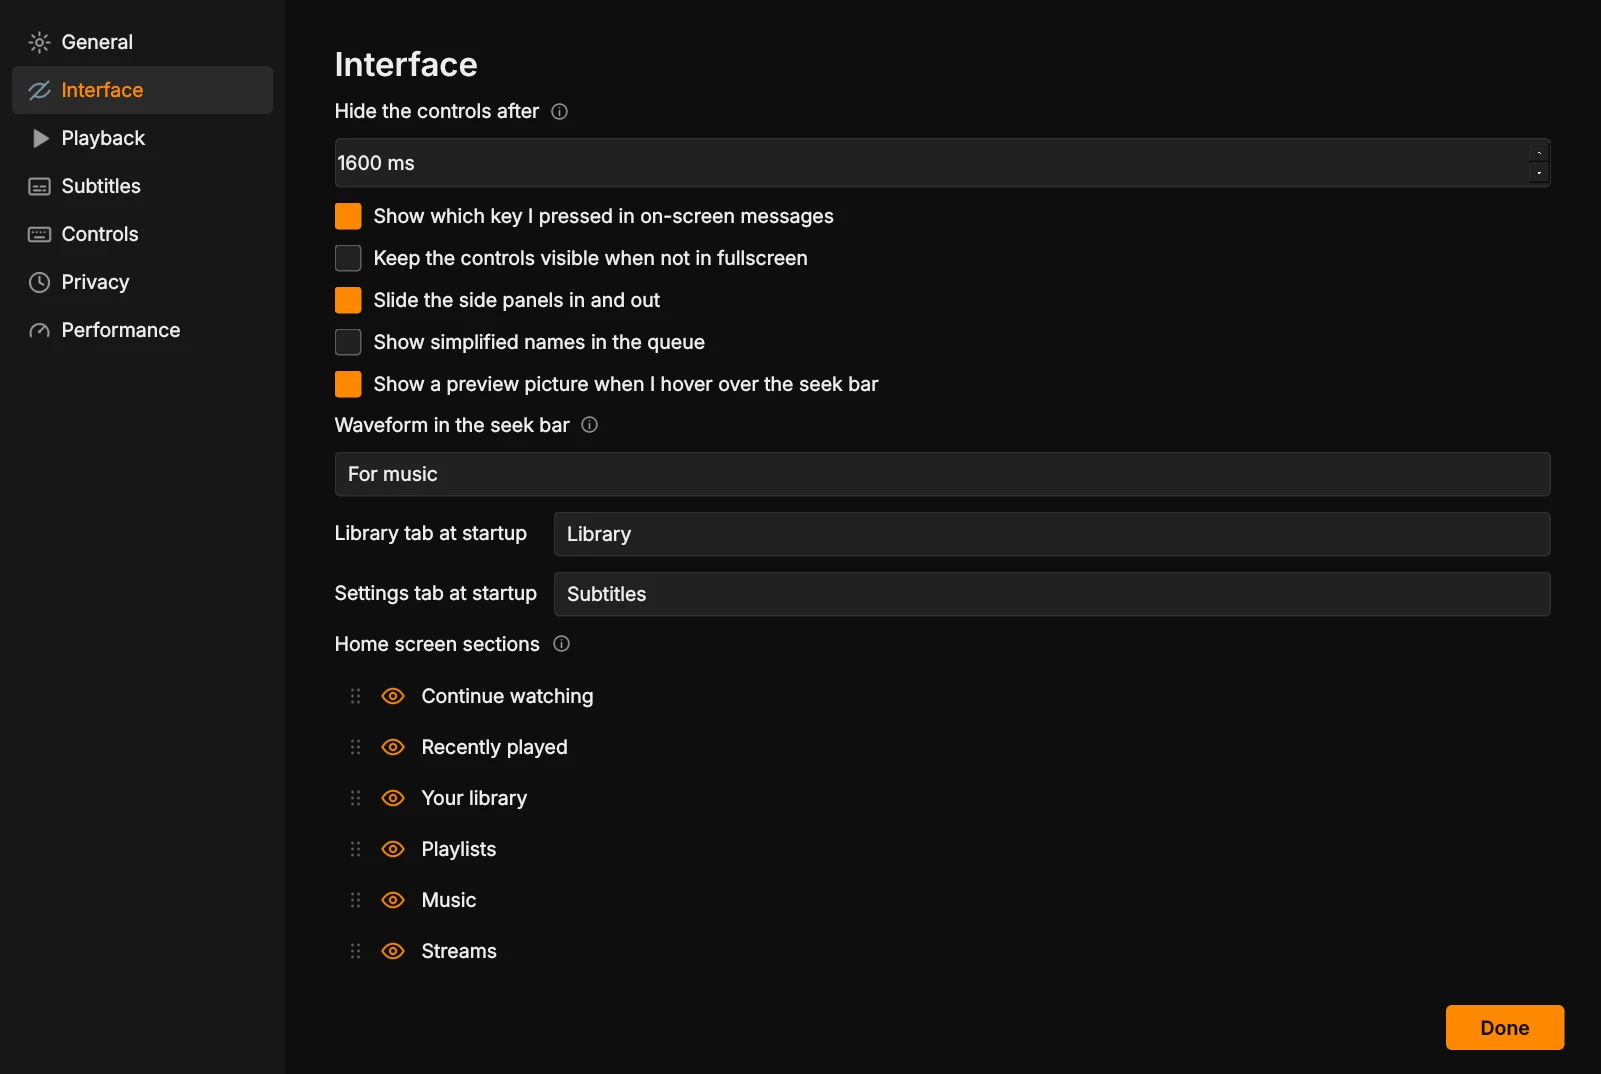 General
Interface
Playback
Subtitles
Controls
Privacy
Performance
Interface
Hide the controls after
1600 ms
Show which key I pressed in on-screen messages
Keep the controls visible when not in fullscreen
Slide the side panels in and out
Show simplified names in the queue
Show a preview picture when I hover over the seek bar
Waveform in the seek bar
For music
Library tab at startup
Library
Settings tab at startup
Subtitles
Home screen sections
Continue watching
Recently played
Your library
Playlists
Music
Streams
Done